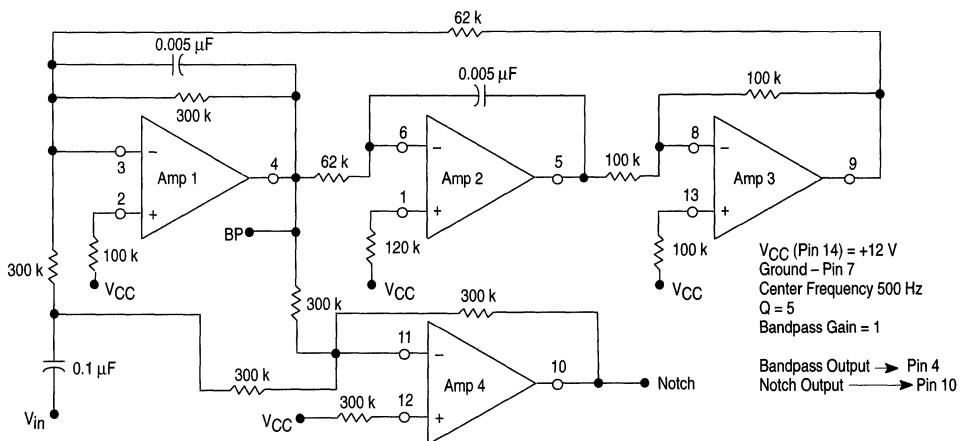 62 k
0.005 µF
300 k
0.005 µF
100 k
3
2
Amp 1
4
62 k
6
1
Amp 2
5
100 k
8
13
Amp 3
9
BP
100 k
VCC
120 k
VCC
100 k
VCC
VCC (Pin 14) = +12 V
Ground – Pin 7
Center Frequency 500 Hz
Q = 5
Bandpass Gain = 1
Bandpass Output → Pin 4
Notch Output → Pin 10
300 k
300 k
300 k
0.1 µF
300 k
11
12
Amp 4
10
Notch
VCC
300 k
Vin